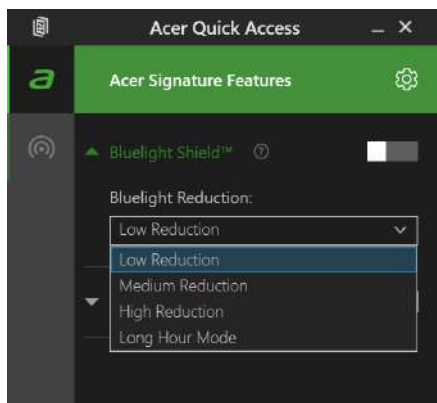 Acer Quick Access
a
Acer Signature Features
Bluelight Shield™
Bluelight Reduction:
Low Reduction
Low Reduction
Medium Reduction
High Reduction
Long Hour Mode